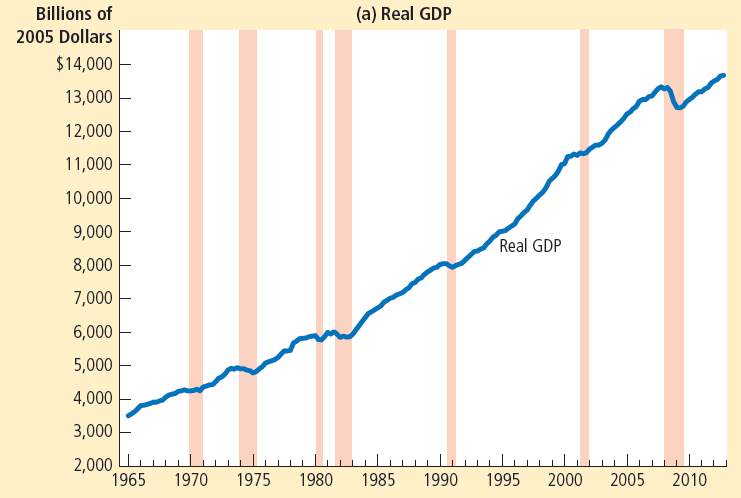 Billions of
2005 Dollars
(a) Real GDP
$14,000
13,000
12,000
11,000
10,000
9,000
8,000
7,000
6,000
5,000
4,000
3,000
2,000
Real GDP
1965 1970 1975 1980 1985 1990 1995 2000 2005 2010